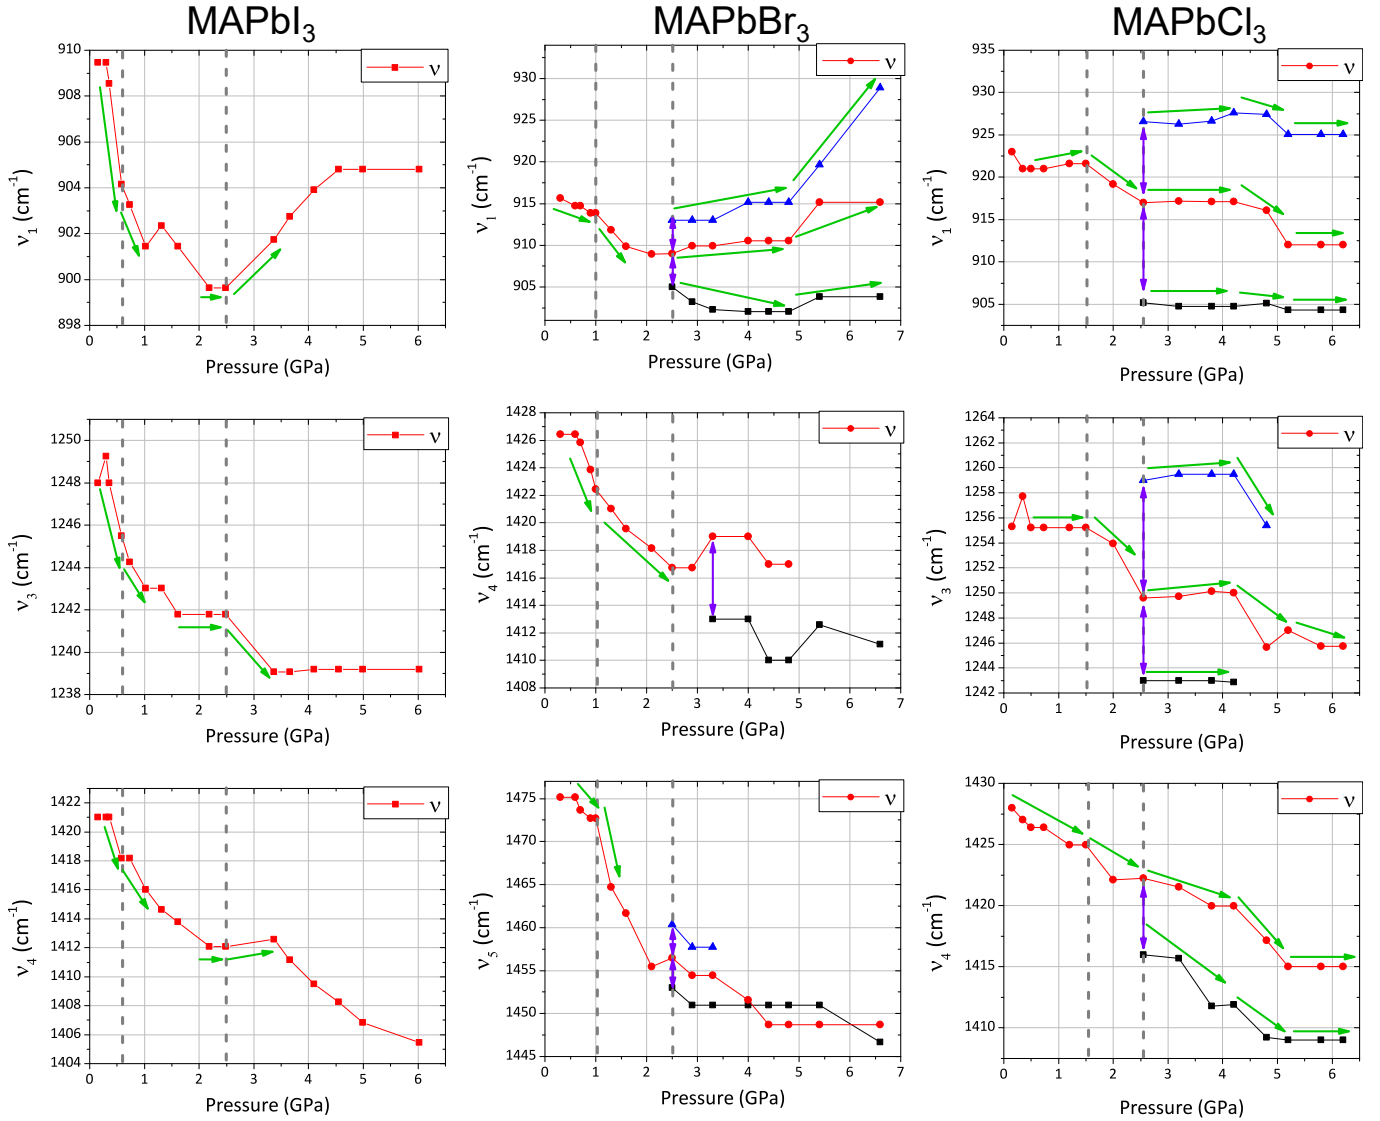 MAPbI3 MAPbBr3 MAPbCl3
910
908
906
904
902
900
898
0 1 2 3 4 5 6
ν1 (cm-1)
Pressure (GPa)
ν
930
925
920
915
910
905
0 1 2 3 4 5 6 7
ν1 (cm-1)
Pressure (GPa)
ν
935
930
925
920
915
910
905
0 1 2 3 4 5 6
ν1 (cm-1)
Pressure (GPa)
ν
1250
1248
1246
1244
1242
1240
1238
0 1 2 3 4 5 6
ν3 (cm-1)
Pressure (GPa)
ν
1428
1426
1424
1422
1420
1418
1416
1414
1412
1410
1408
0 1 2 3 4 5 6 7
ν4 (cm-1)
Pressure (GPa)
ν
1264
1262
1260
1258
1256
1254
1252
1250
1248
1246
1244
1242
0 1 2 3 4 5 6
ν3 (cm-1)
Pressure (GPa)
ν
1422
1420
1418
1416
1414
1412
1410
1408
1406
1404
0 1 2 3 4 5 6
ν4 (cm-1)
Pressure (GPa)
ν
1475
1470
1465
1460
1455
1450
1445
0 1 2 3 4 5 6 7
ν5 (cm-1)
Pressure (GPa)
ν
1430
1425
1420
1415
1410
0 1 2 3 4 5 6
ν4 (cm-1)
Pressure (GPa)
ν